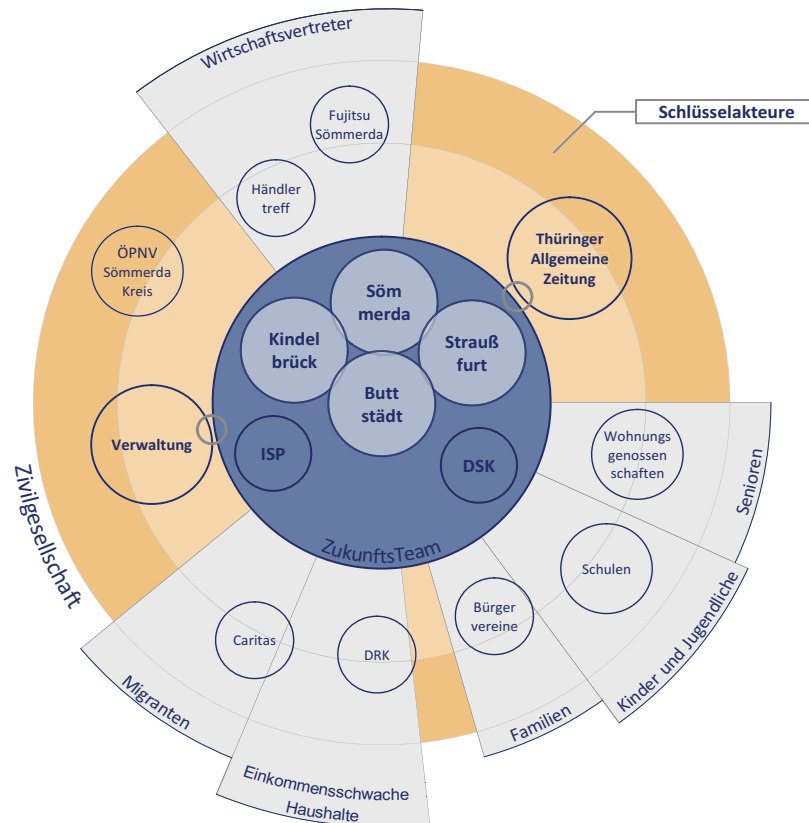 Wirtschaftsvertreter
Fujitsu
Sömmerda
Schlüsselakteure
Händler
treff
ÖPNV
Sömmerda
Kreis
Thüringer
Allgemeine
Zeitung
Söm
merda
Kindel
brück
Strauß
furt
Butt
städt
Verwaltung
ISP
DSK
Wohnungs
genossen
schaften
Senioren
Zivilgesellschaft
ZukunftsTeam
Schulen
Kinder und Jugendliche
Bürger
vereine
Caritas
DRK
Migranten
Familien
Einkommensschwache
Haushalte